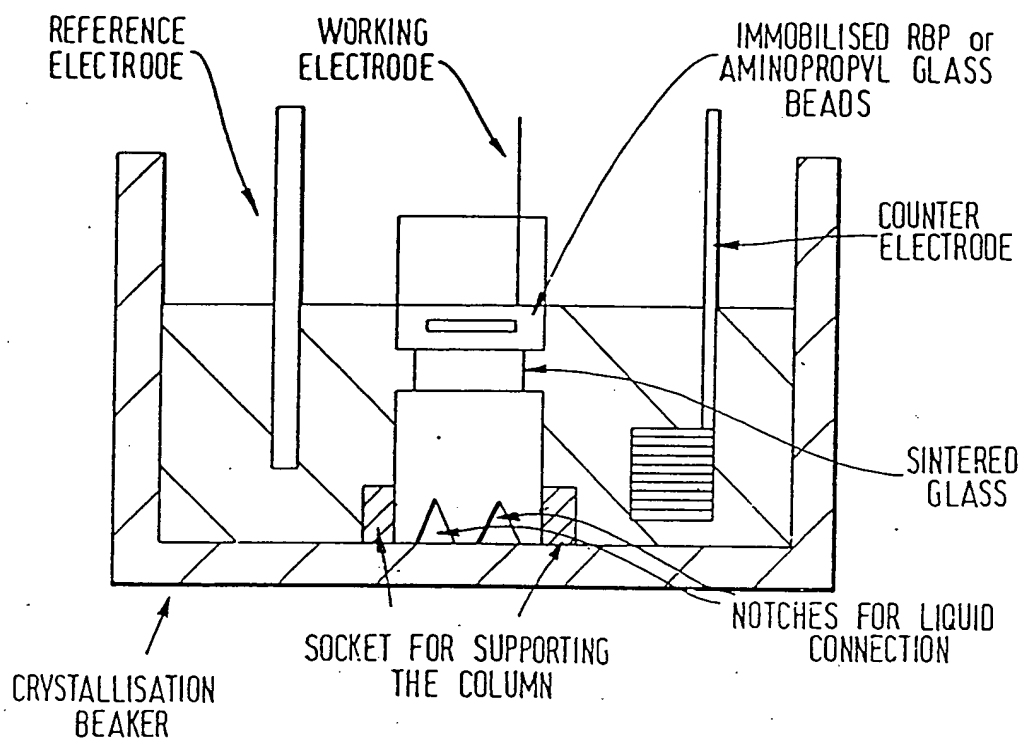 REFERENCE
ELECTRODE
WORKING
ELECTRODE
IMMOBILISED RBP or
AMINOPROPYL GLASS
BEADS
COUNTER
ELECTRODE
SINTERED
GLASS
NOTCHES FOR LIQUID
CONNECTION
SOCKET FOR SUPPORTING
THE COLUMN
CRYSTALLISATION
BEAKER